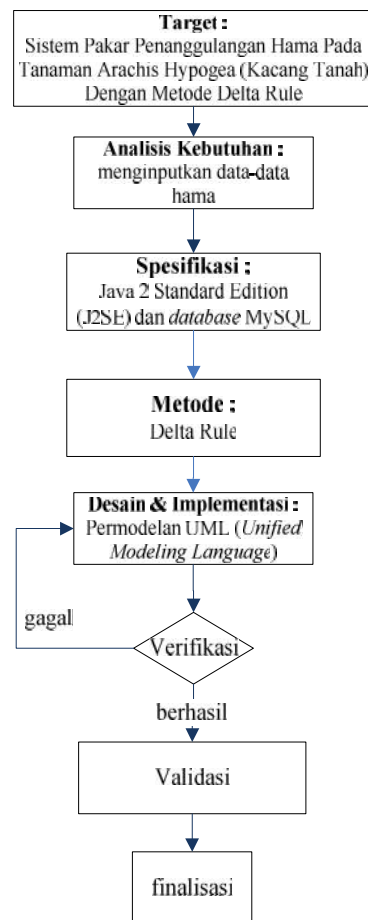 Target :
Sistem Pakar Penanggulangan Hama Pada
Tanaman Arachis Hypogea (Kacang Tanah)
Dengan Metode Delta Rule
Analisis Kebutuhan :
menginputkan data-data
hama
Spesifikasi ;
Java 2 Standard Edition
(J2SE) dan database MySQL
Metode ;
Delta Rule
Desain & Implementasi :
Permodelan UML (Unified
Modeling Language)
gagal
Verifikasi
berhasil
Validasi
finalisasi